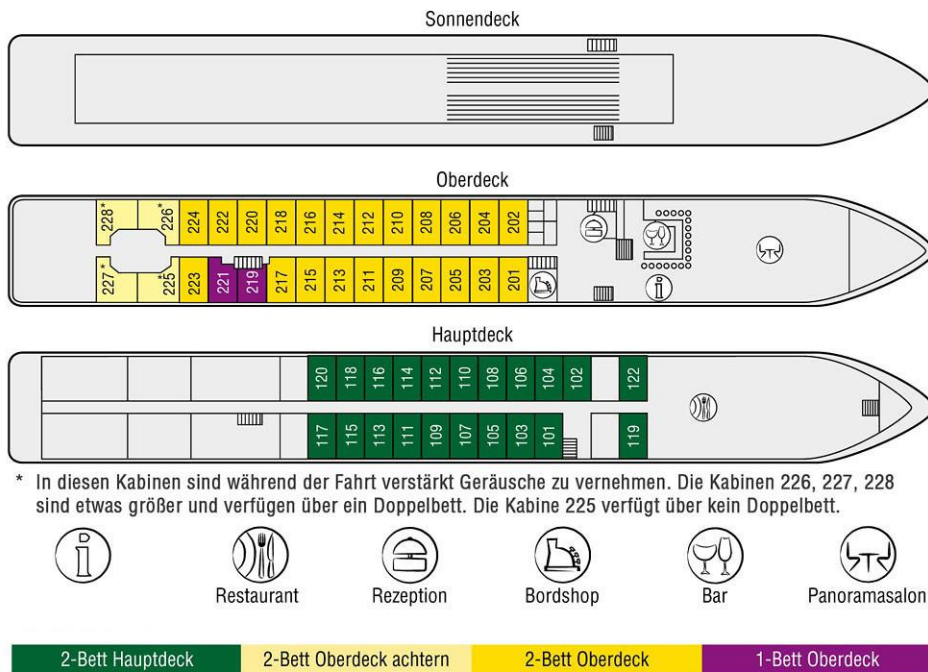 Sonnendeck
Oberdeck
228* 226* 224 222 220 218 216 214 212 210 208 206 204 202
227* 225* 223 221 219 217 215 213 211 209 207 205 203 201
i
Hauptdeck
120 118 116 114 112 110 108 106 104 102 122
117 115 113 111 109 107 105 103 101 119
* In diesen Kabinen sind während der Fahrt verstärkt Geräusche zu vernehmen. Die Kabinen 226, 227, 228
sind etwas größer und verfügen über ein Doppelbett. Die Kabine 225 verfügt über kein Doppelbett.
i
Restaurant Rezeption Bordshop Bar Panoramasalon
2-Bett Hauptdeck 2-Bett Oberdeck achtern 2-Bett Oberdeck 1-Bett Oberdeck